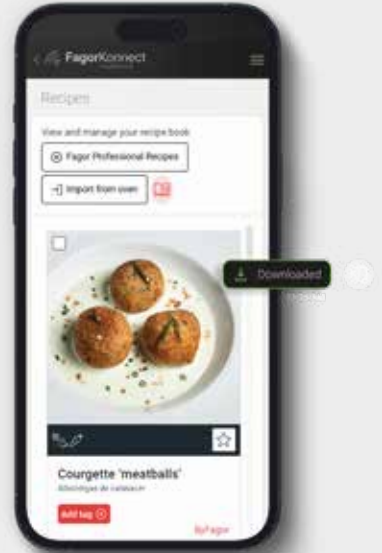 FagorKonnect
Recipes
View and manage your recipe book
Fagor Professional Recipes
Import from oven
Downloaded
Courgette 'meatballs'
Albóndigas de calabacín
Add tag
ByFagor